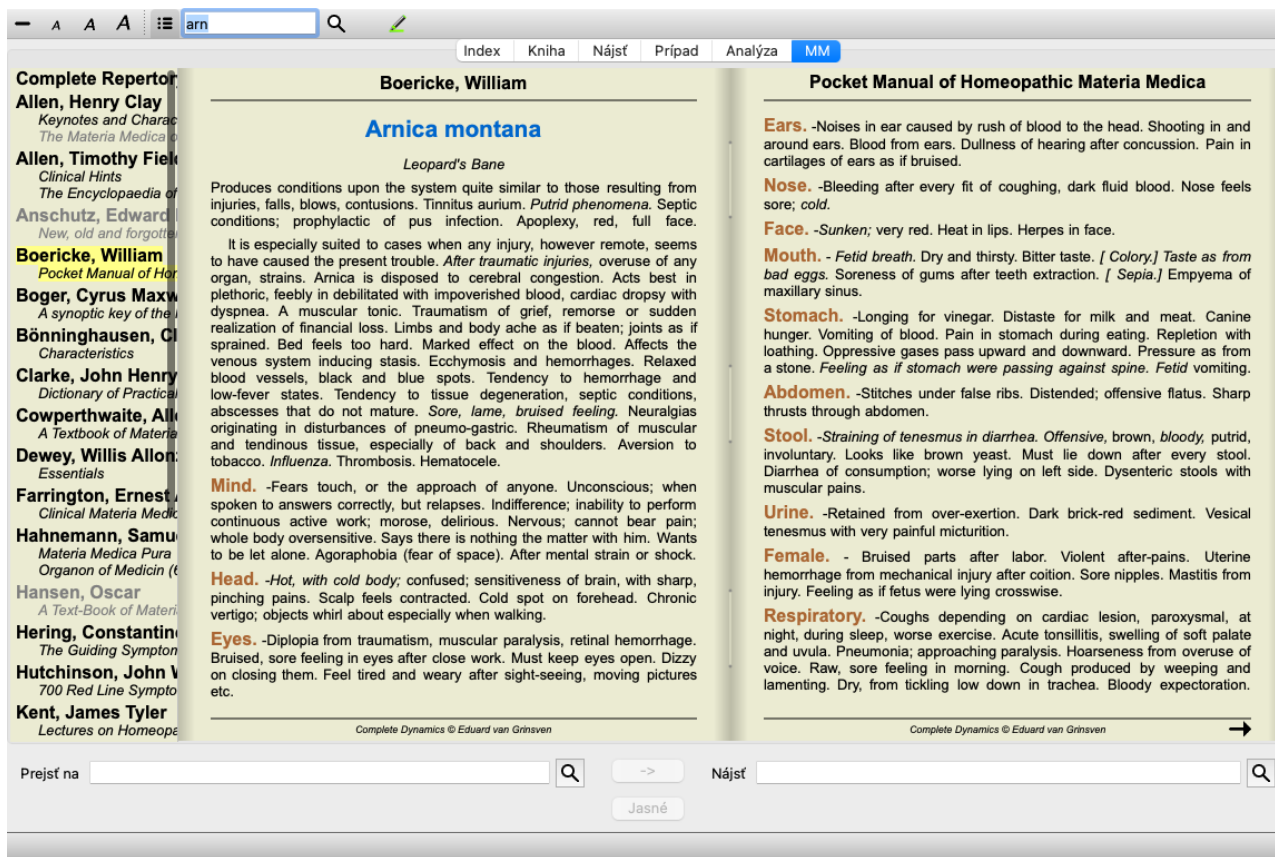 A A A arn
Index Kniha Nájsť Prípad Analýza MM
Complete Repertor
Allen, Henry Clay
Keynotes and Charac
The Materia Medica o
Allen, Timothy Fiel
Clinical Hints
The Encyclopaedia of
Anschutz, Edward
New, old and forgotte
Boericke, William
Pocket Manual of Hor
Boger, Cyrus Maxw
A synoptic key of the
Bönninghausen, Cl
Characteristics
Clarke, John Henry
Dictionary of Practical
Cowperthwaite, All
A Textbook of Materia
Dewey, Willis Allon
Essentials
Farrington, Ernest
Clinical Materia Medic
Hahnemann, Samu
Materia Medica Pura
Organon of Medicin (6
Hansen, Oscar
A Text-Book of Materi
Hering, Constantin
The Guiding Sympton
Hutchinson, John W
700 Red Line Sympto
Kent, James Tyler
Lectures on Homeopa
Boericke, William
Arnica montana
Leopard's Bane
Produces conditions upon the system quite similar to those resulting from
injuries, falls, blows, contusions. Tinnitus aurium. Putrid phenomena. Septic
conditions; prophylactic of pus infection. Apoplexy, red, full face.
It is especially suited to cases when any injury, however remote, seems
to have caused the present trouble. After traumatic injuries, overuse of any
organ, strains. Arnica is disposed to cerebral congestion. Acts best in
plethoric, feebly in debilitated with impoverished blood, cardiac dropsy with
dyspnea. A muscular tonic. Traumatism of grief, remorse or sudden
realization of financial loss. Limbs and body ache as if beaten; joints as if
sprained. Bed feels too hard. Marked effect on the blood. Affects the
venous system inducing stasis. Ecchymosis and hemorrhages. Relaxed
blood vessels, black and blue spots. Tendency to hemorrhage and
low-fever states. Tendency to tissue degeneration, septic conditions,
abscesses that do not mature. Sore, lame, bruised feeling. Neuralgias
originating in disturbances of pneumo-gastric. Rheumatism of muscular
and tendinous tissue, especially of back and shoulders. Aversion to
tobacco. Influenza. Thrombosis. Hematocele.
Mind. -Fears touch, or the approach of anyone. Unconscious; when
spoken to answers correctly, but relapses. Indifference; inability to perform
continuous active work; morose, delirious. Nervous; cannot bear pain;
whole body oversensitive. Says there is nothing the matter with him. Wants
to be let alone. Agoraphobia (fear of space). After mental strain or shock.
Head. -Hot, with cold body; confused; sensitiveness of brain, with sharp,
pinching pains. Scalp feels contracted. Cold spot on forehead. Chronic
vertigo; objects whirl about especially when walking.
Eyes. -Diplopia from traumatism, muscular paralysis, retinal hemorrhage.
Bruised, sore feeling in eyes after close work. Must keep eyes open. Dizzy
on closing them. Feel tired and weary after sight-seeing, moving pictures
etc.
Complete Dynamics © Eduard van Grinsven
Pocket Manual of Homeopathic Materia Medica
Ears. -Noises in ear caused by rush of blood to the head. Shooting in and
around ears. Blood from ears. Dullness of hearing after concussion. Pain in
cartilages of ears as if bruised.
Nose. -Bleeding after every fit of coughing, dark fluid blood. Nose feels
sore; cold.
Face. -Sunken; very red. Heat in lips. Herpes in face.
Mouth. - Fetid breath. Dry and thirsty. Bitter taste. [ Colory.] Taste as from
bad eggs. Soreness of gums after teeth extraction. [ Sepia.] Empyema of
maxillary sinus.
Stomach. -Longing for vinegar. Distaste for milk and meat. Canine
hunger. Vomiting of blood. Pain in stomach during eating. Repletion with
loathing. Oppressive gases pass upward and downward. Pressure as from
a stone. Feeling as if stomach were passing against spine. Fetid vomiting.
Abdomen. -Stitches under false ribs. Distended; offensive flatus. Sharp
thrusts through abdomen.
Stool. -Straining of tenesmus in diarrhea. Offensive, brown, bloody, putrid,
involuntary. Looks like brown yeast. Must lie down after every stool.
Diarrhea of consumption; worse lying on left side. Dysenteric stools with
muscular pains.
Urine. -Retained from over-exertion. Dark brick-red sediment. Vesical
tenesmus with very painful micturition.
Female. - Bruised parts after labor. Violent after-pains. Uterine
hemorrhage from mechanical injury after coition. Sore nipples. Mastitis from
injury. Feeling as if fetus were lying crosswise.
Respiratory. -Coughs depending on cardiac lesion, paroxysmal, at
night, during sleep, worse exercise. Acute tonsillitis, swelling of soft palate
and uvula. Pneumonia; approaching paralysis. Hoarseness from overuse of
voice. Raw, sore feeling in morning. Cough produced by weeping and
lamenting. Dry, from tickling low down in trachea. Bloody expectoration.
Complete Dynamics © Eduard van Grinsven
Prejsť na -> Nájsť
Jasné